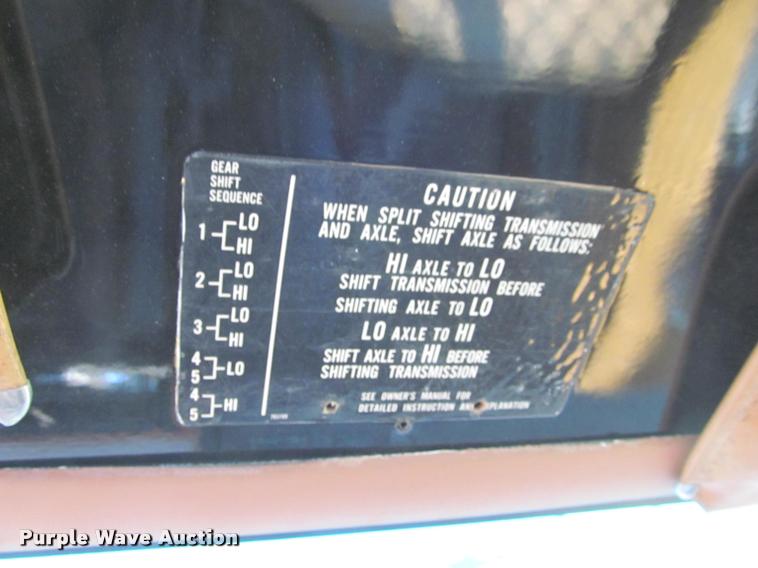 GEAR
SHIFT
SEQUENCE
1 LO
HI
2 LO
HI
3 LO
HI
4
5 LO
4
5 HI
CAUTION
WHEN SPLIT SHIFTING TRANSMISSION
AND AXLE, SHIFT AXLE AS FOLLOWS:
HI AXLE TO LO
SHIFT TRANSMISSION BEFORE
SHIFTING AXLE TO LO
LO AXLE TO HI
SHIFT AXLE TO HI BEFORE
SHIFTING TRANSMISSION
SEE OWNER'S MANUAL FOR
DETAILED INSTRUCTION AND EXPLANATION
Purple Wave Auction